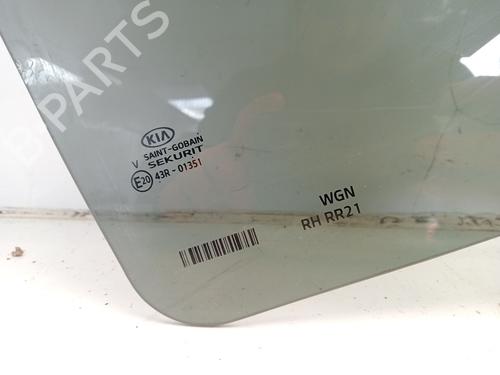 KIA
V SAINT-GOBAIN
SEKURIT
E20 43R-01351
WGN
RH RR21
B-PARTS